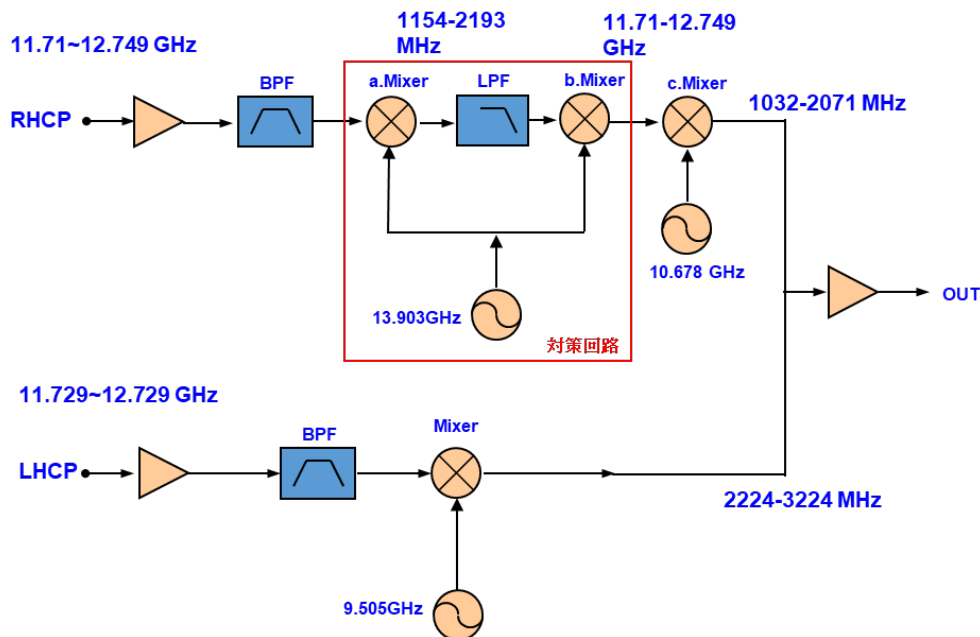 11.71~12.749 GHz
1154-2193
MHz
11.71-12.749
GHz
BPF
a.Mixer
LPF
b.Mixer
c.Mixer
1032-2071 MHz
RHCP
10.678 GHz
13.903GHz
OUT
対策回路
11.729~12.729 GHz
BPF
Mixer
LHCP
2224-3224 MHz
9.505GHz